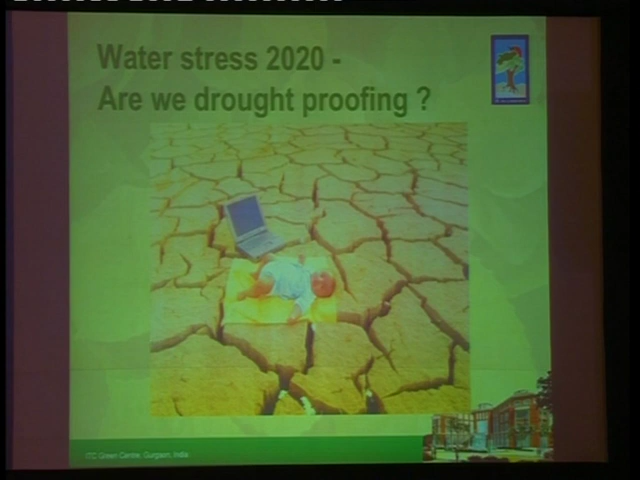 Water stress 2020 -
Are we drought proofing ?
ITC Green Centre, Gurgaon, India